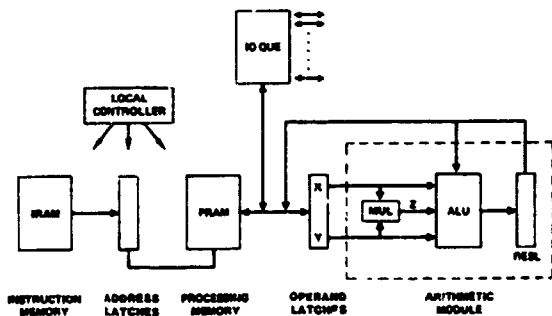 IO QUE
LOCAL
CONTROLLER
IRAM
PRAM
X
Y
MUL
Z
ALU
RESL
INSTRUCTION
MEMORY
ADDRESS
LATCHES
PROCESSING
MEMORY
OPERAND
LATCHES
ARITHMETIC
MODULE